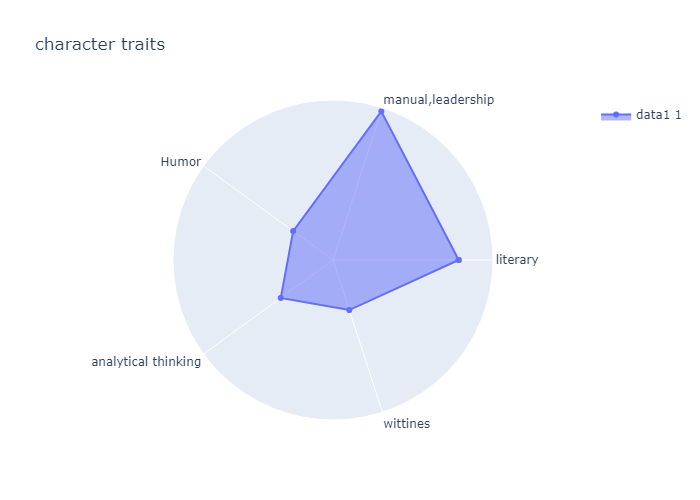 character traits
manual,leadership
data1 1
Humor
literary
analytical thinking
wittines